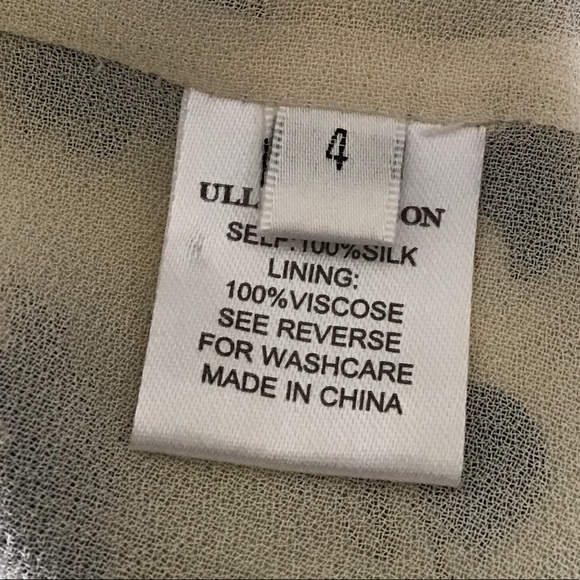 4
SELF:100%SILK
LINING:
100%VISCOSE
SEE REVERSE
FOR WASHCARE
MADE IN CHINA